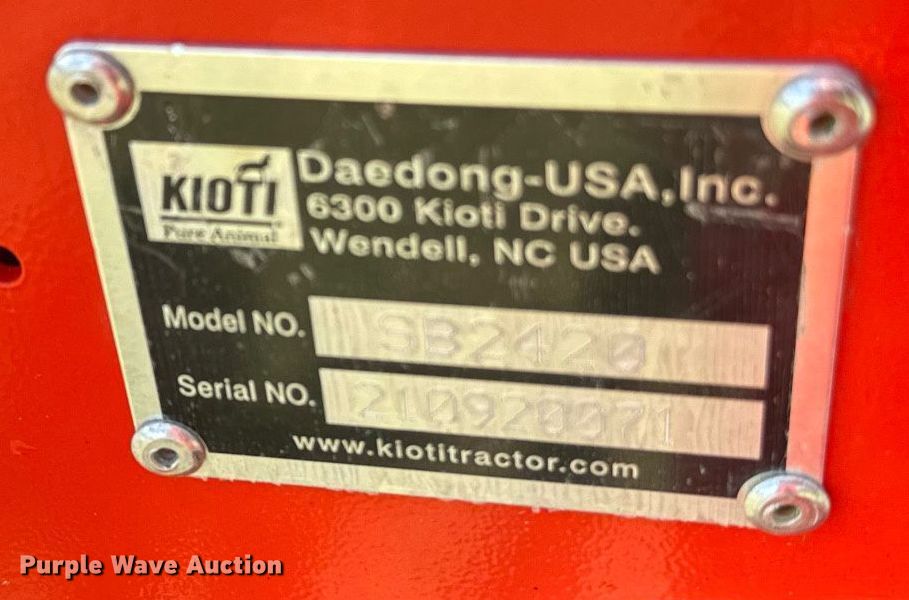 KIOTI
Pure Animal
Daedong-USA,Inc.
6300 Kioti Drive.
Wendell, NC USA
Model NO. SB2420
Serial NO. 210920071
www.kiotitractor.com
Purple Wave Auction